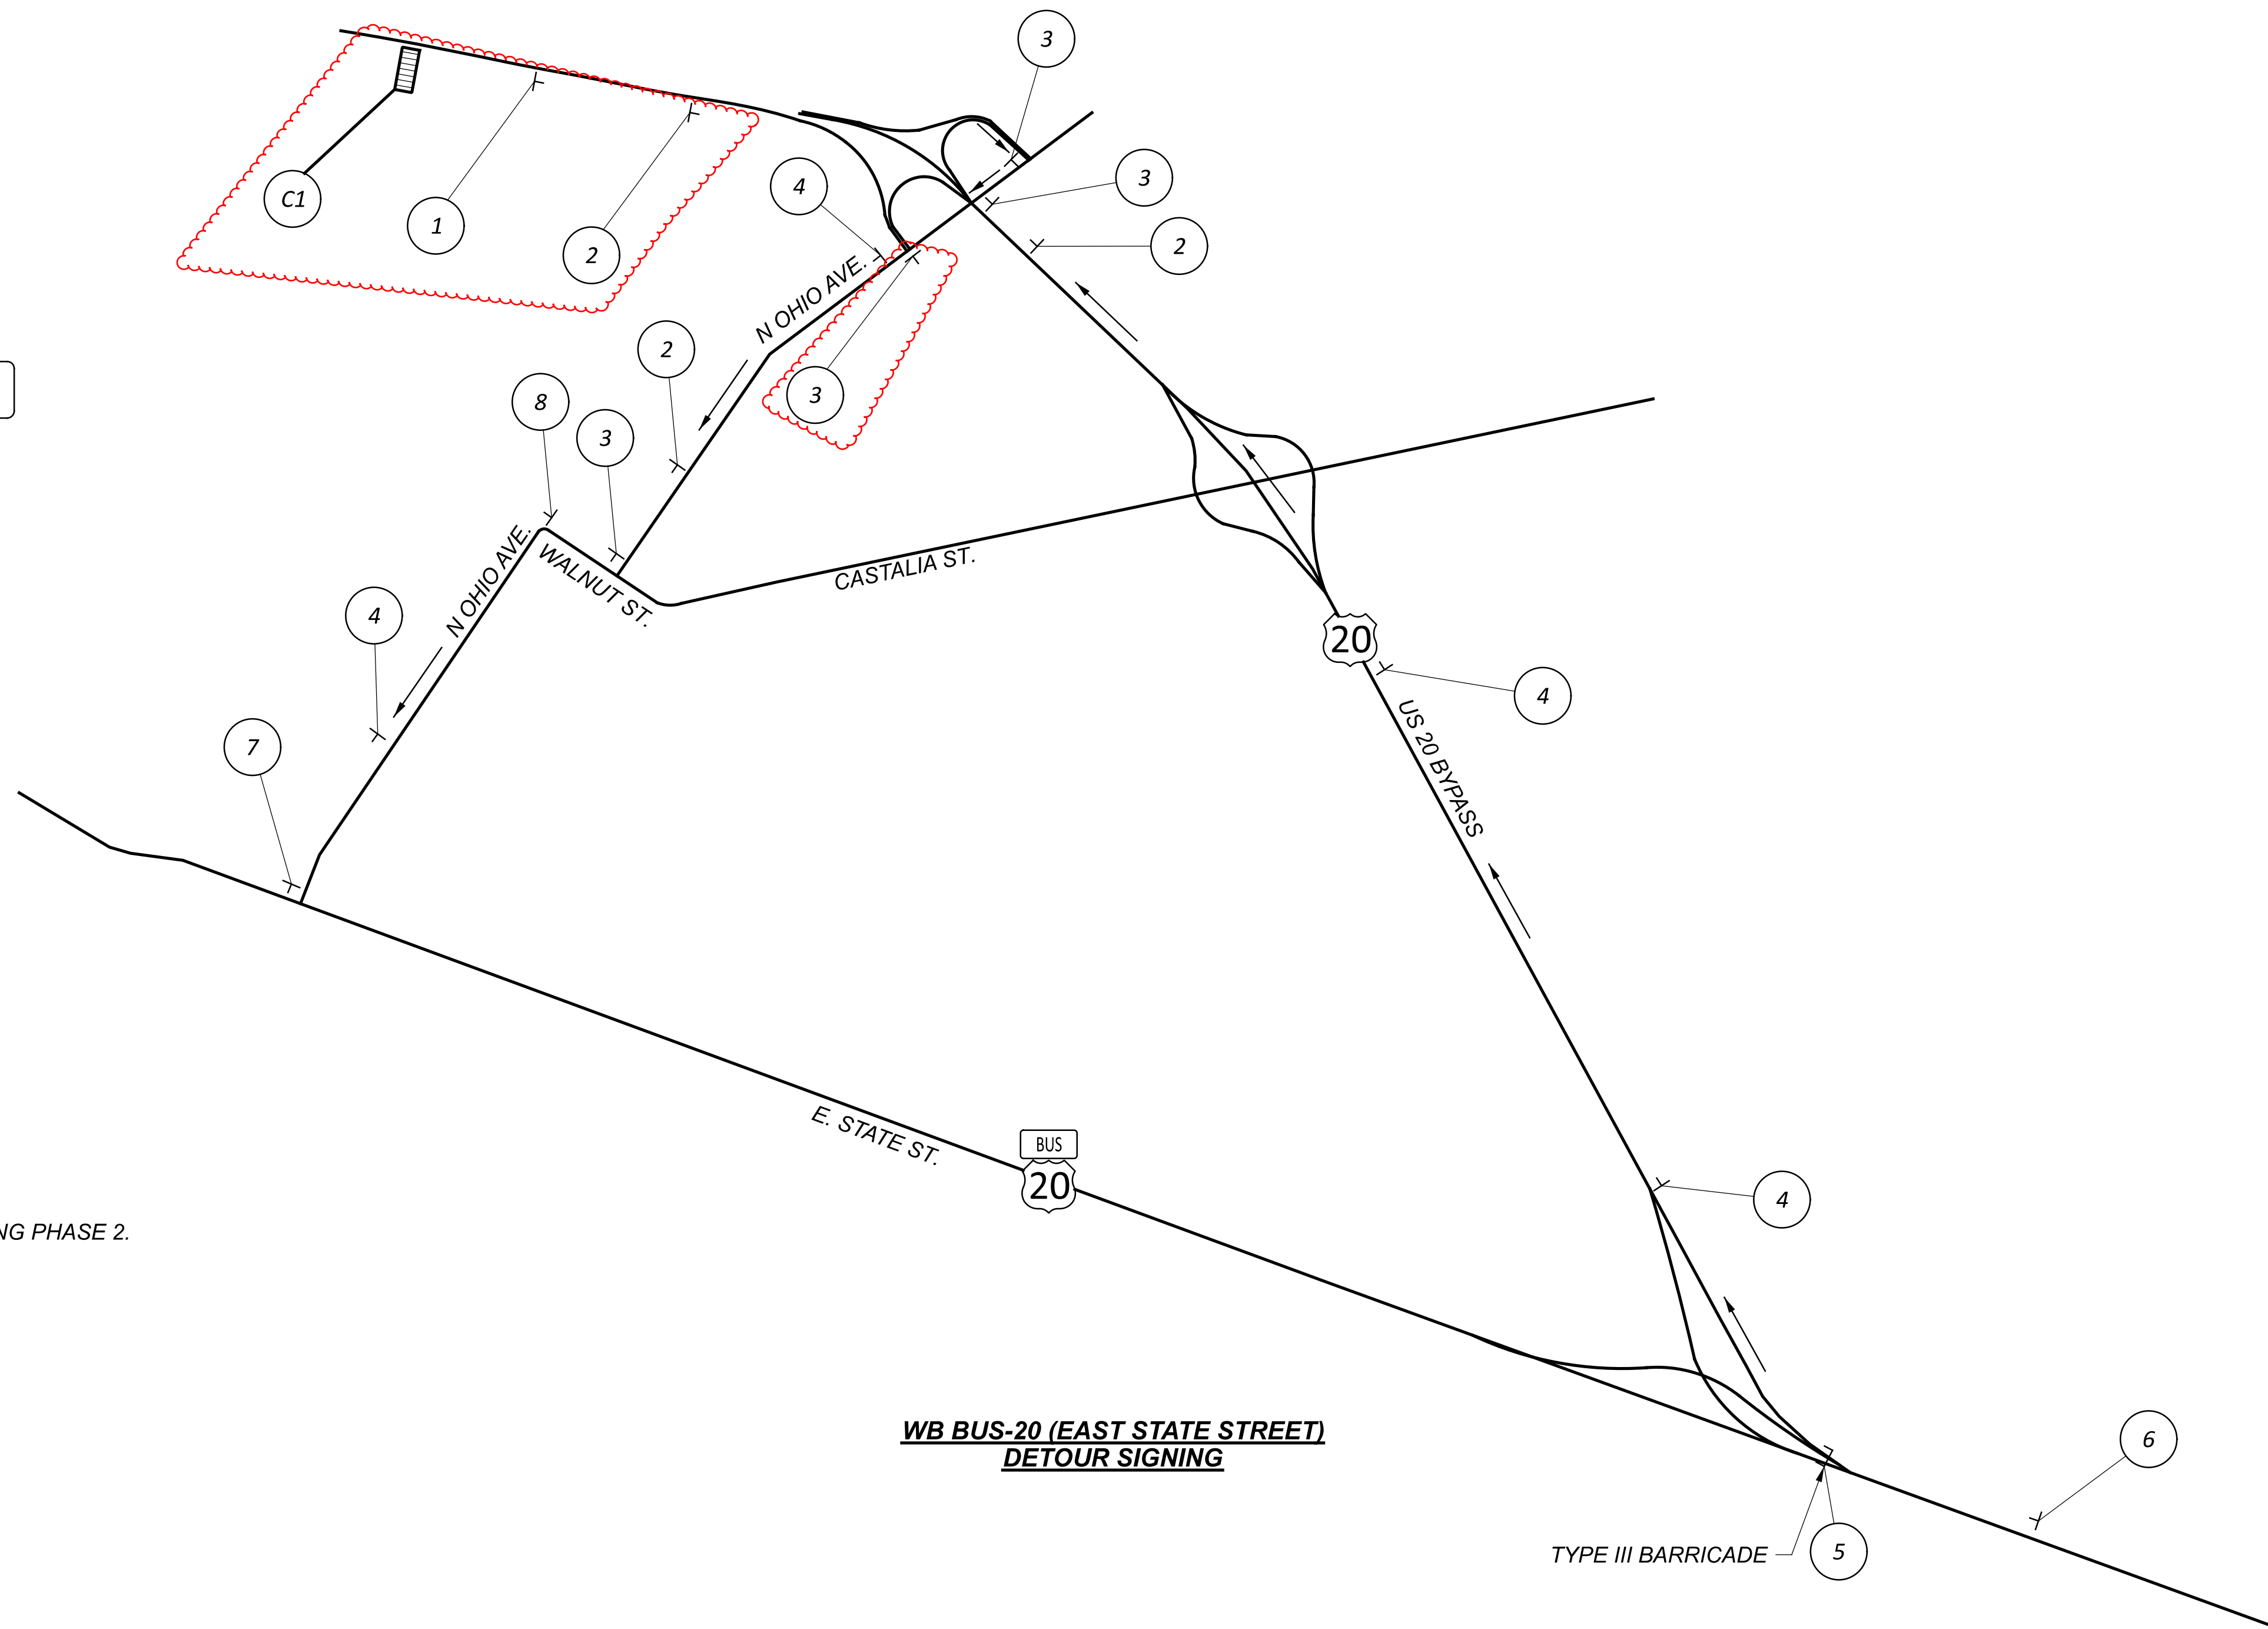 3
3
4
C1
1
2
2
N OHIO AVE.
2
8
3
3
N OHIO AVE.
WALNUT ST.
CASTALIA ST.
4
20
4
7
US 20 BYPASS
E. STATE ST.
BUS
20
4
NG PHASE 2.
WB BUS-20 (EAST STATE STREET)
DETOUR SIGNING
6
TYPE III BARRICADE
5